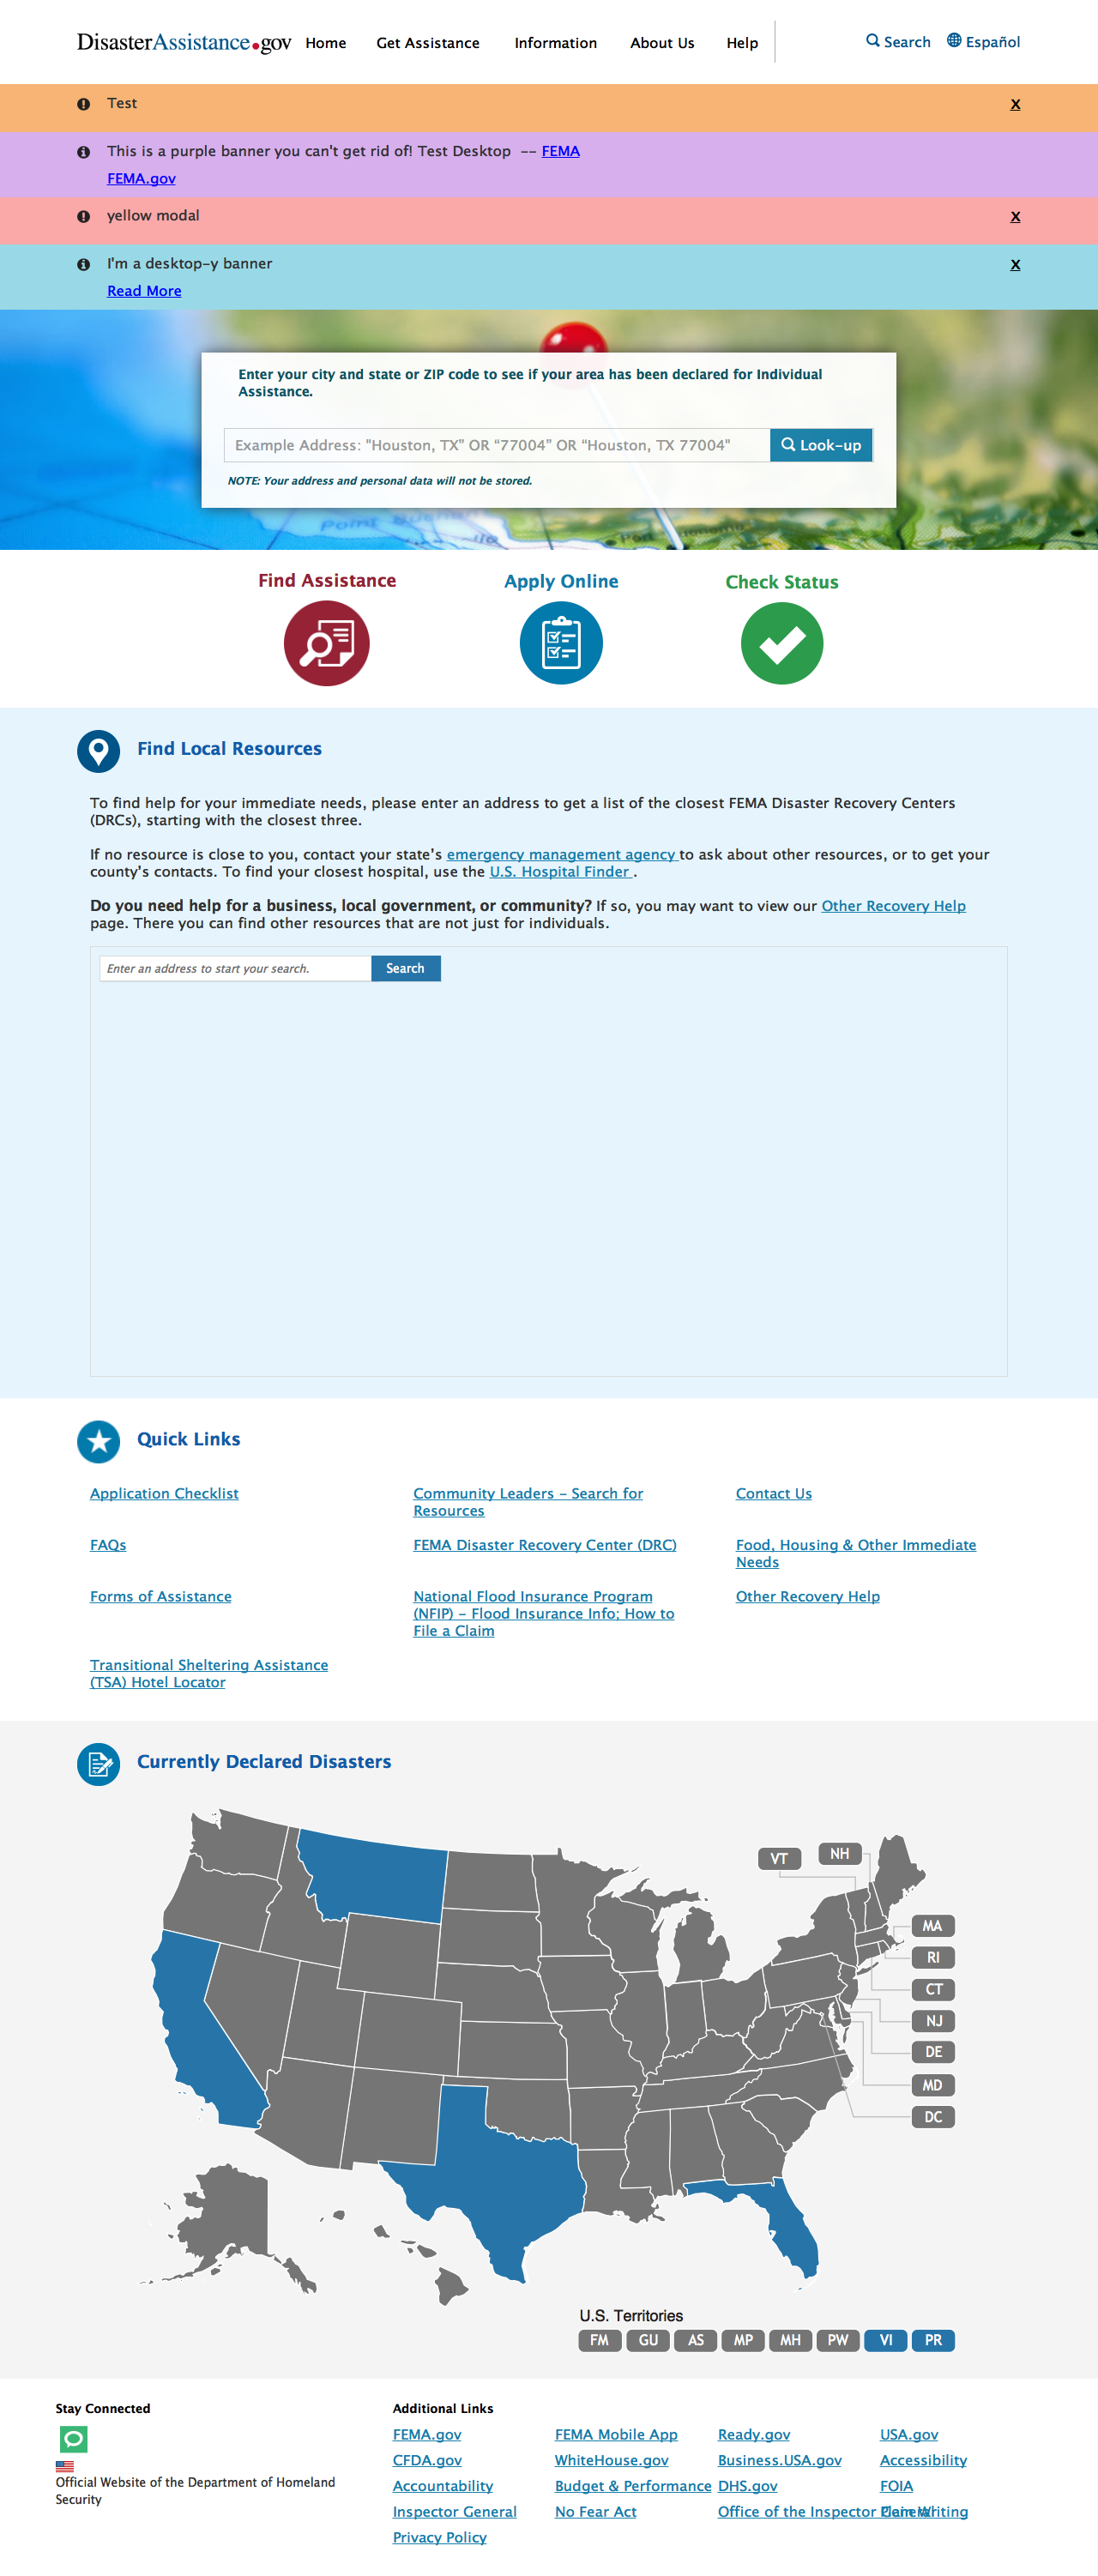 DisasterAssistance.gov Home Get Assistance Information About Us Help Search Español
Test X
This is a purple banner you can't get rid of! Test Desktop -- FEMA
FEMA.gov
yellow modal X
I'm a desktop-y banner X
Read More
Enter your city and state or ZIP code to see if your area has been declared for Individual
Assistance.
Example Address: "Houston, TX” OR “77004” OR “Houston, TX 77004" Look-up
NOTE: Your address and personal data will not be stored.
Find Assistance Apply Online Check Status
Find Local Resources
To find help for your immediate needs, please enter an address to get a list of the closest FEMA Disaster Recovery Centers
(DRCs), starting with the closest three.
If no resource is close to you, contact your state’s emergency management agency to ask about other resources, or to get your
county’s contacts. To find your closest hospital, use the U.S. Hospital Finder .
Do you need help for a business, local government, or community? If so, you may want to view our Other Recovery Help
page. There you can find other resources that are not just for individuals.
Enter an address to start your search. Search
Quick Links
Application Checklist
Community Leaders - Search for
Resources
Contact Us
FAQs
FEMA Disaster Recovery Center (DRC)
Food, Housing & Other Immediate
Needs
Forms of Assistance
National Flood Insurance Program
(NFIP) - Flood Insurance Info; How to
File a Claim
Other Recovery Help
Transitional Sheltering Assistance
(TSA) Hotel Locator
Currently Declared Disasters
VT NH
MA
RI
CT
NJ
DE
MD
DC
U.S. Territories
FM GU AS MP MH PW VI PR
Stay Connected
Official Website of the Department of Homeland
Security
Additional Links
FEMA.gov FEMA Mobile App Ready.gov USA.gov
CFDA.gov WhiteHouse.gov Business.USA.gov Accessibility
Accountability Budget & Performance DHS.gov FOIA
Inspector General No Fear Act Office of the Inspector General Plain Writing
Privacy Policy